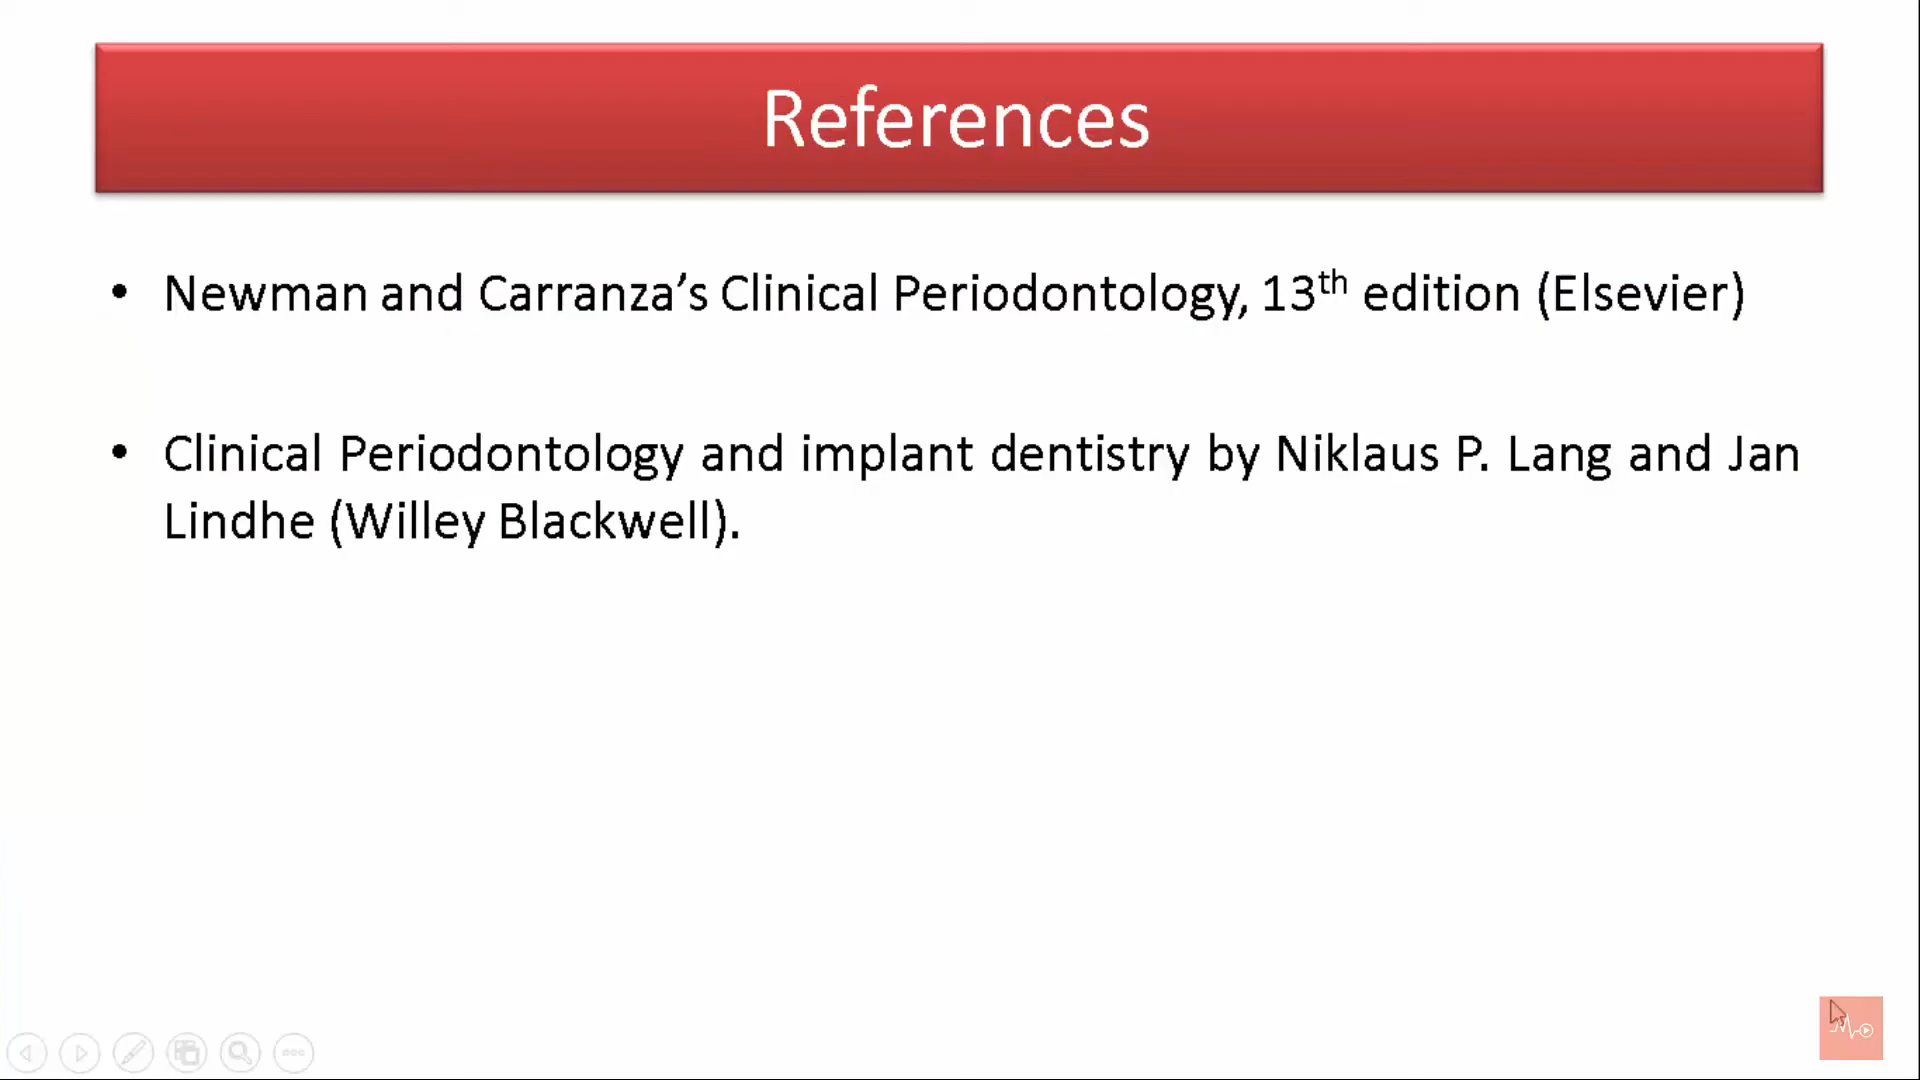 References
• Newman and Carranza’s Clinical Periodontology, 13th edition (Elsevier)
• Clinical Periodontology and implant dentistry by Niklaus P. Lang and Jan
Lindhe (Willey Blackwell).